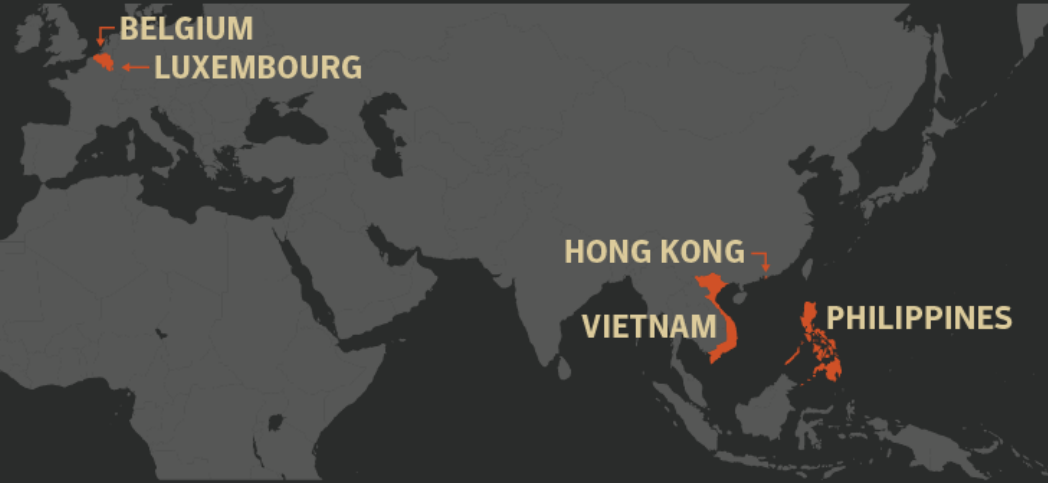 BELGIUM
LUXEMBOURG
HONG KONG
VIETNAM
PHILIPPINES